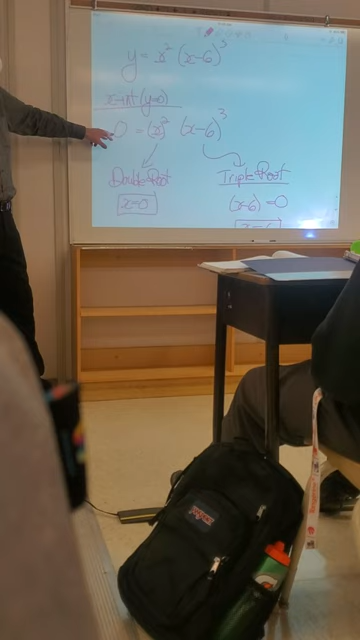 y = x² (x-6)³
x-int (y=0)
0 = (x)² (x-6)³
Double Root
Triple Root
x=0
(x-6) = 0
JANSPORT